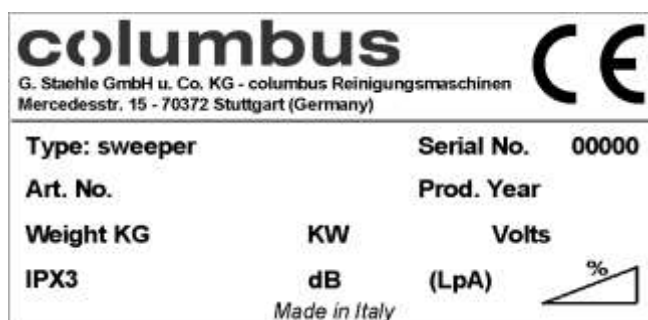 columbus CE
G. Staehle GmbH u. Co. KG - columbus Reinigungsmaschinen
Mercedesstr. 15 - 70372 Stuttgart (Germany)
Type: sweeper Serial No. 00000
Art. No. Prod. Year
Weight KG KW Volts
IPX3 dB (LpA) %
Made in Italy